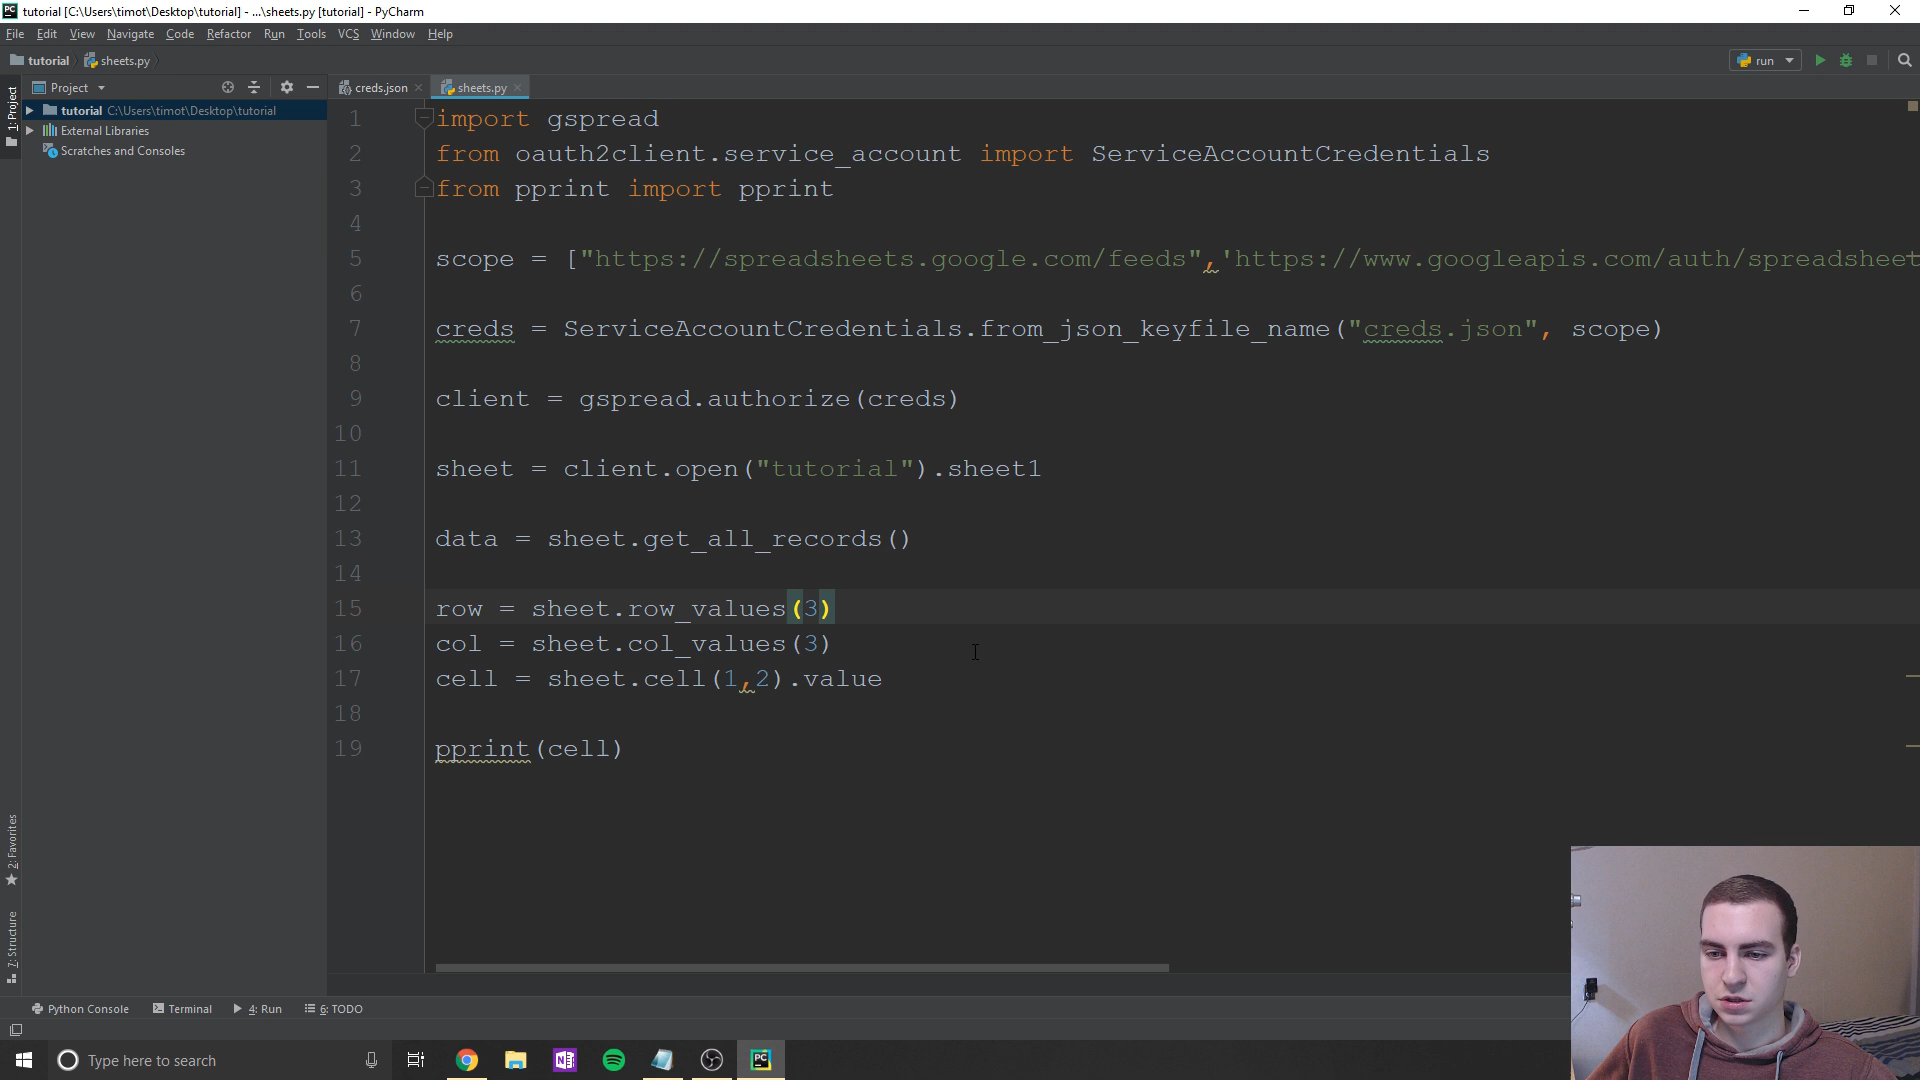 tutorial [C:\Users\timot\Desktop\tutorial] - ...\sheets.py [tutorial] - PyCharm
File Edit View Navigate Code Refactor Run Tools VCS Window Help
tutorial sheets.py run
Project creds.json sheets.py
1: Project
tutorial C:\Users\timot\Desktop\tutorial
External Libraries
Scratches and Consoles
1 import gspread
2 from oauth2client.service_account import ServiceAccountCredentials
3 from pprint import pprint
4
5 scope = ["https://spreadsheets.google.com/feeds",'https://www.googleapis.com/auth/spreadsheet
6
7 creds = ServiceAccountCredentials.from_json_keyfile_name("creds.json", scope)
8
9 client = gspread.authorize(creds)
10
11 sheet = client.open("tutorial").sheet1
12
13 data = sheet.get_all_records()
14
15 row = sheet.row_values(3)
16 col = sheet.col_values(3)
17 cell = sheet.cell(1,2).value
18
19 pprint(cell)
2: Favorites
7: Structure
Python Console Terminal 4: Run 6: TODO
Type here to search